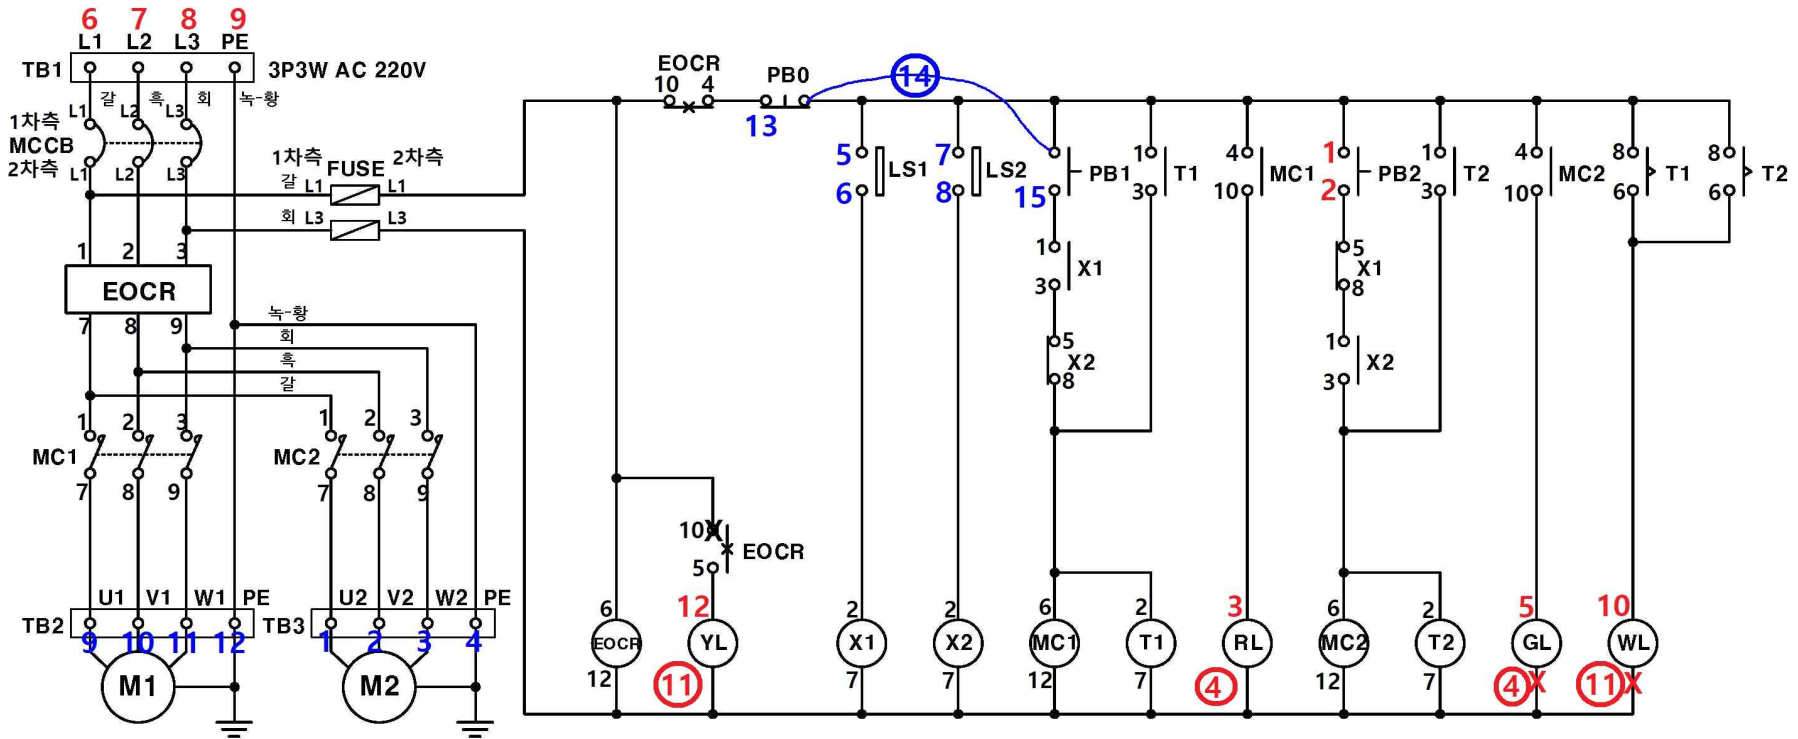 6 7 8 9
L1 L2 L3 PE
TB1 3P3W AC 220V
갈 흑 회 녹-황
L1 L2 L3
1차측
MCCB
2차측
L1 L2 L3
1차측 FUSE 2차측
갈 L1 L1
회 L3 L3
1 2 3
EOCR
7 8 9
녹-황
회
흑
갈
1 2 3
MC1
7 8 9
1 2 3
MC2
7 8 9
U1 V1 W1 PE
TB2
9 10 11 12
M1
U2 V2 W2 PE
TB3
1 2 3 4
M2
EOCR
10 4
PB0
13
14
5
LS1
6
7
LS2
8
PB1
15
1
T1
3
4
MC1
10
1
PB2
2
1
T2
3
4
MC2
10
8
T1
6
8
T2
6
1
X1
3
5
X2
8
5
X1
8
1
X2
3
10
EOCR
5
6
EOCR
12
12
YL
11
2
X1
7
2
X2
7
6
MC1
12
2
T1
7
3
RL
4
6
MC2
12
2
T2
7
5
GL
4 X
10
WL
11 X